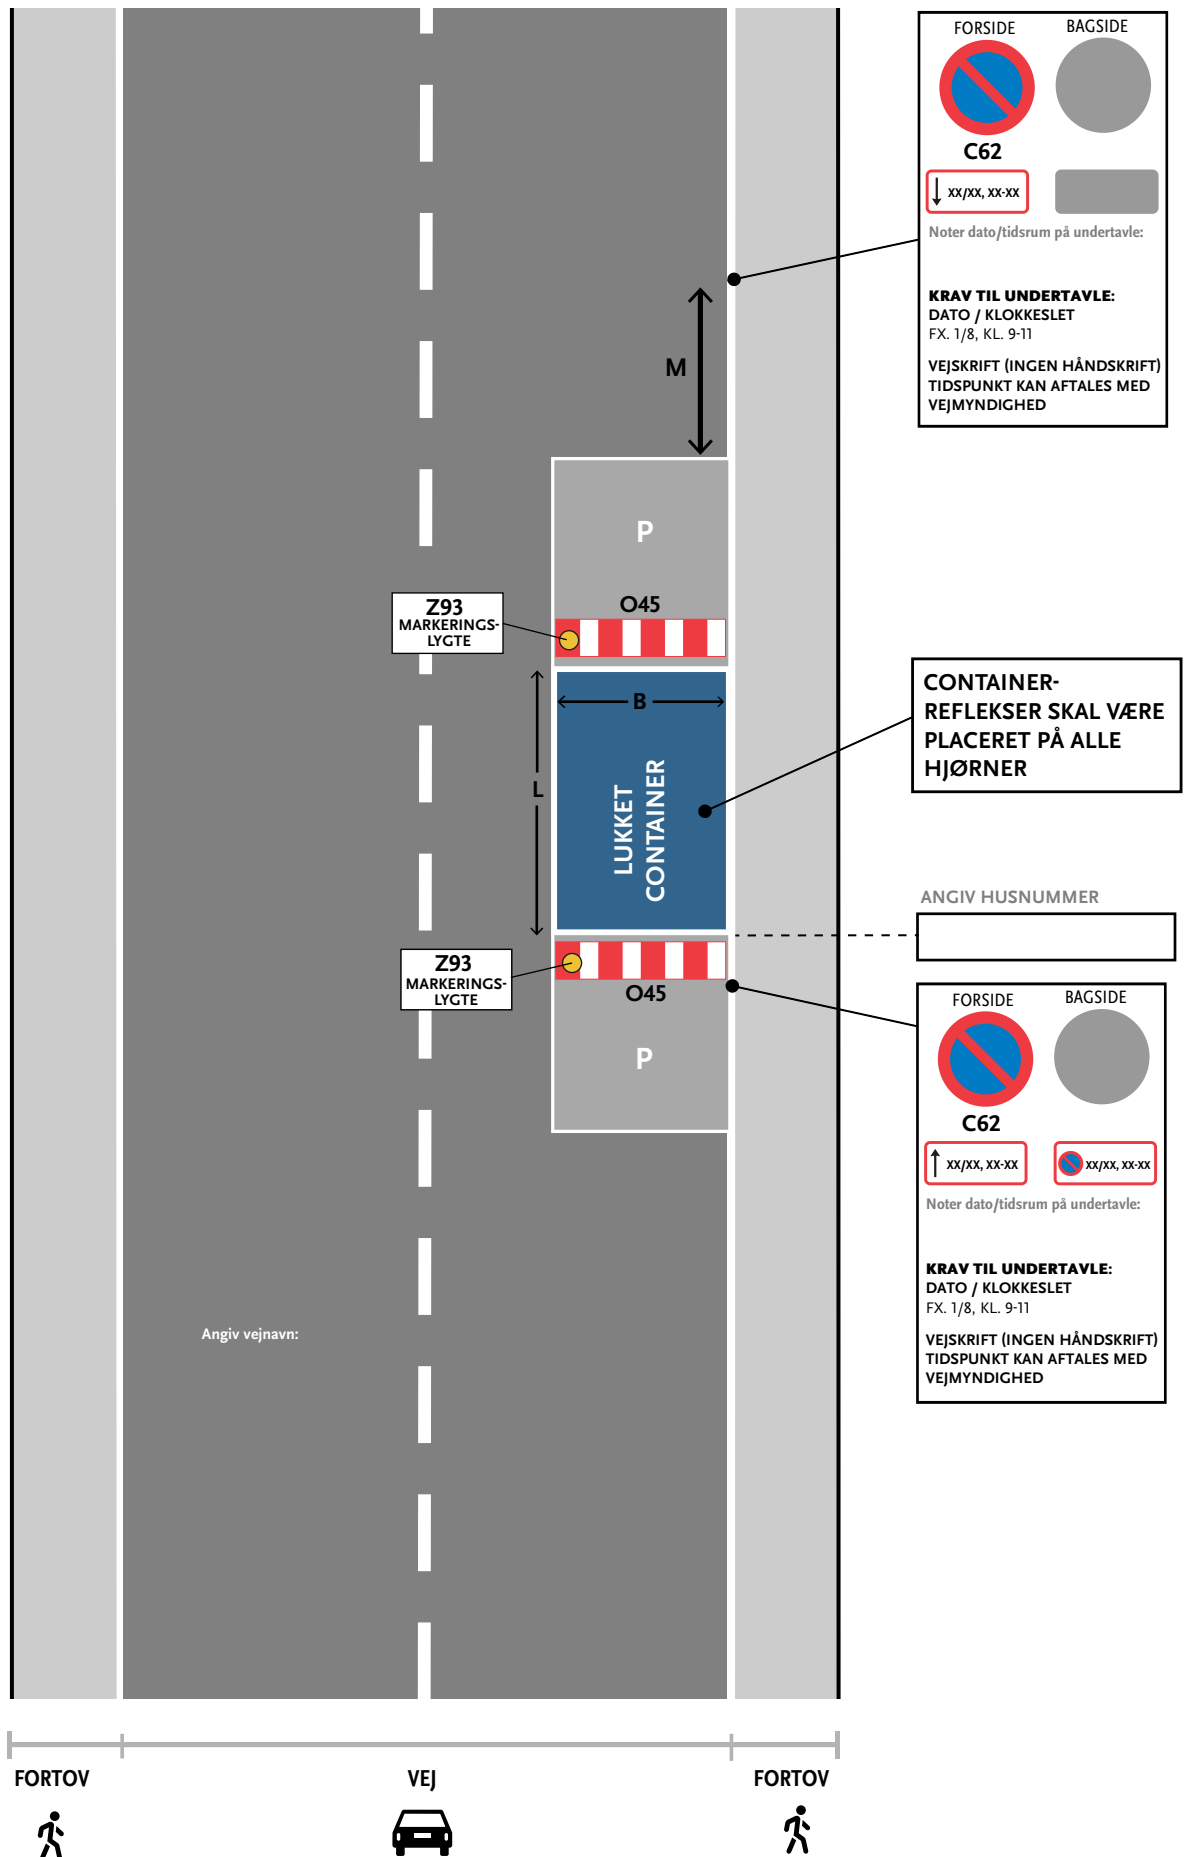 FORSIDE BAGSIDE
C62
xx/xx, xx-xx
Noter dato/tidsrum på undertavle:
KRAV TIL UNDERTAVLE:
DATO / KLOKKESLET
FX. 1/8, KL. 9-11
VEJSKRIFT (INGEN HÅNDSKRIFT)
TIDSPUNKT KAN AFTALES MED
VEJMYNDIGHED
M
P
O45
Z93
MARKERINGS-
LYGTE
B
L
LUKKET
CONTAINER
CONTAINER-
REFLEKSER SKAL VÆRE
PLACERET PÅ ALLE
HJØRNER
ANGIV HUSNUMMER
Z93
MARKERINGS-
LYGTE
O45
P
FORSIDE BAGSIDE
C62
xx/xx, xx-xx xx/xx, xx-xx
Noter dato/tidsrum på undertavle:
KRAV TIL UNDERTAVLE:
DATO / KLOKKESLET
FX. 1/8, KL. 9-11
VEJSKRIFT (INGEN HÅNDSKRIFT)
TIDSPUNKT KAN AFTALES MED
VEJMYNDIGHED
Angiv vejnavn:
FORTOV VEJ FORTOV